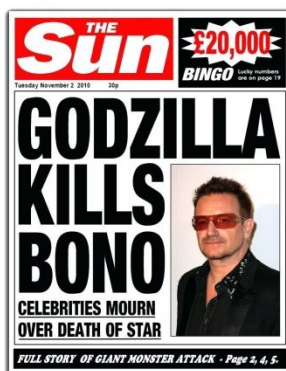 THE
Sun
£20,000
BINGO Lucky numbers
are on page 19
Tuesday November 2 2010 30p
GODZILLA
KILLS
BONO
CELEBRITIES MOURN
OVER DEATH OF STAR
FULL STORY OF GIANT MONSTER ATTACK - Page 2, 4, 5.